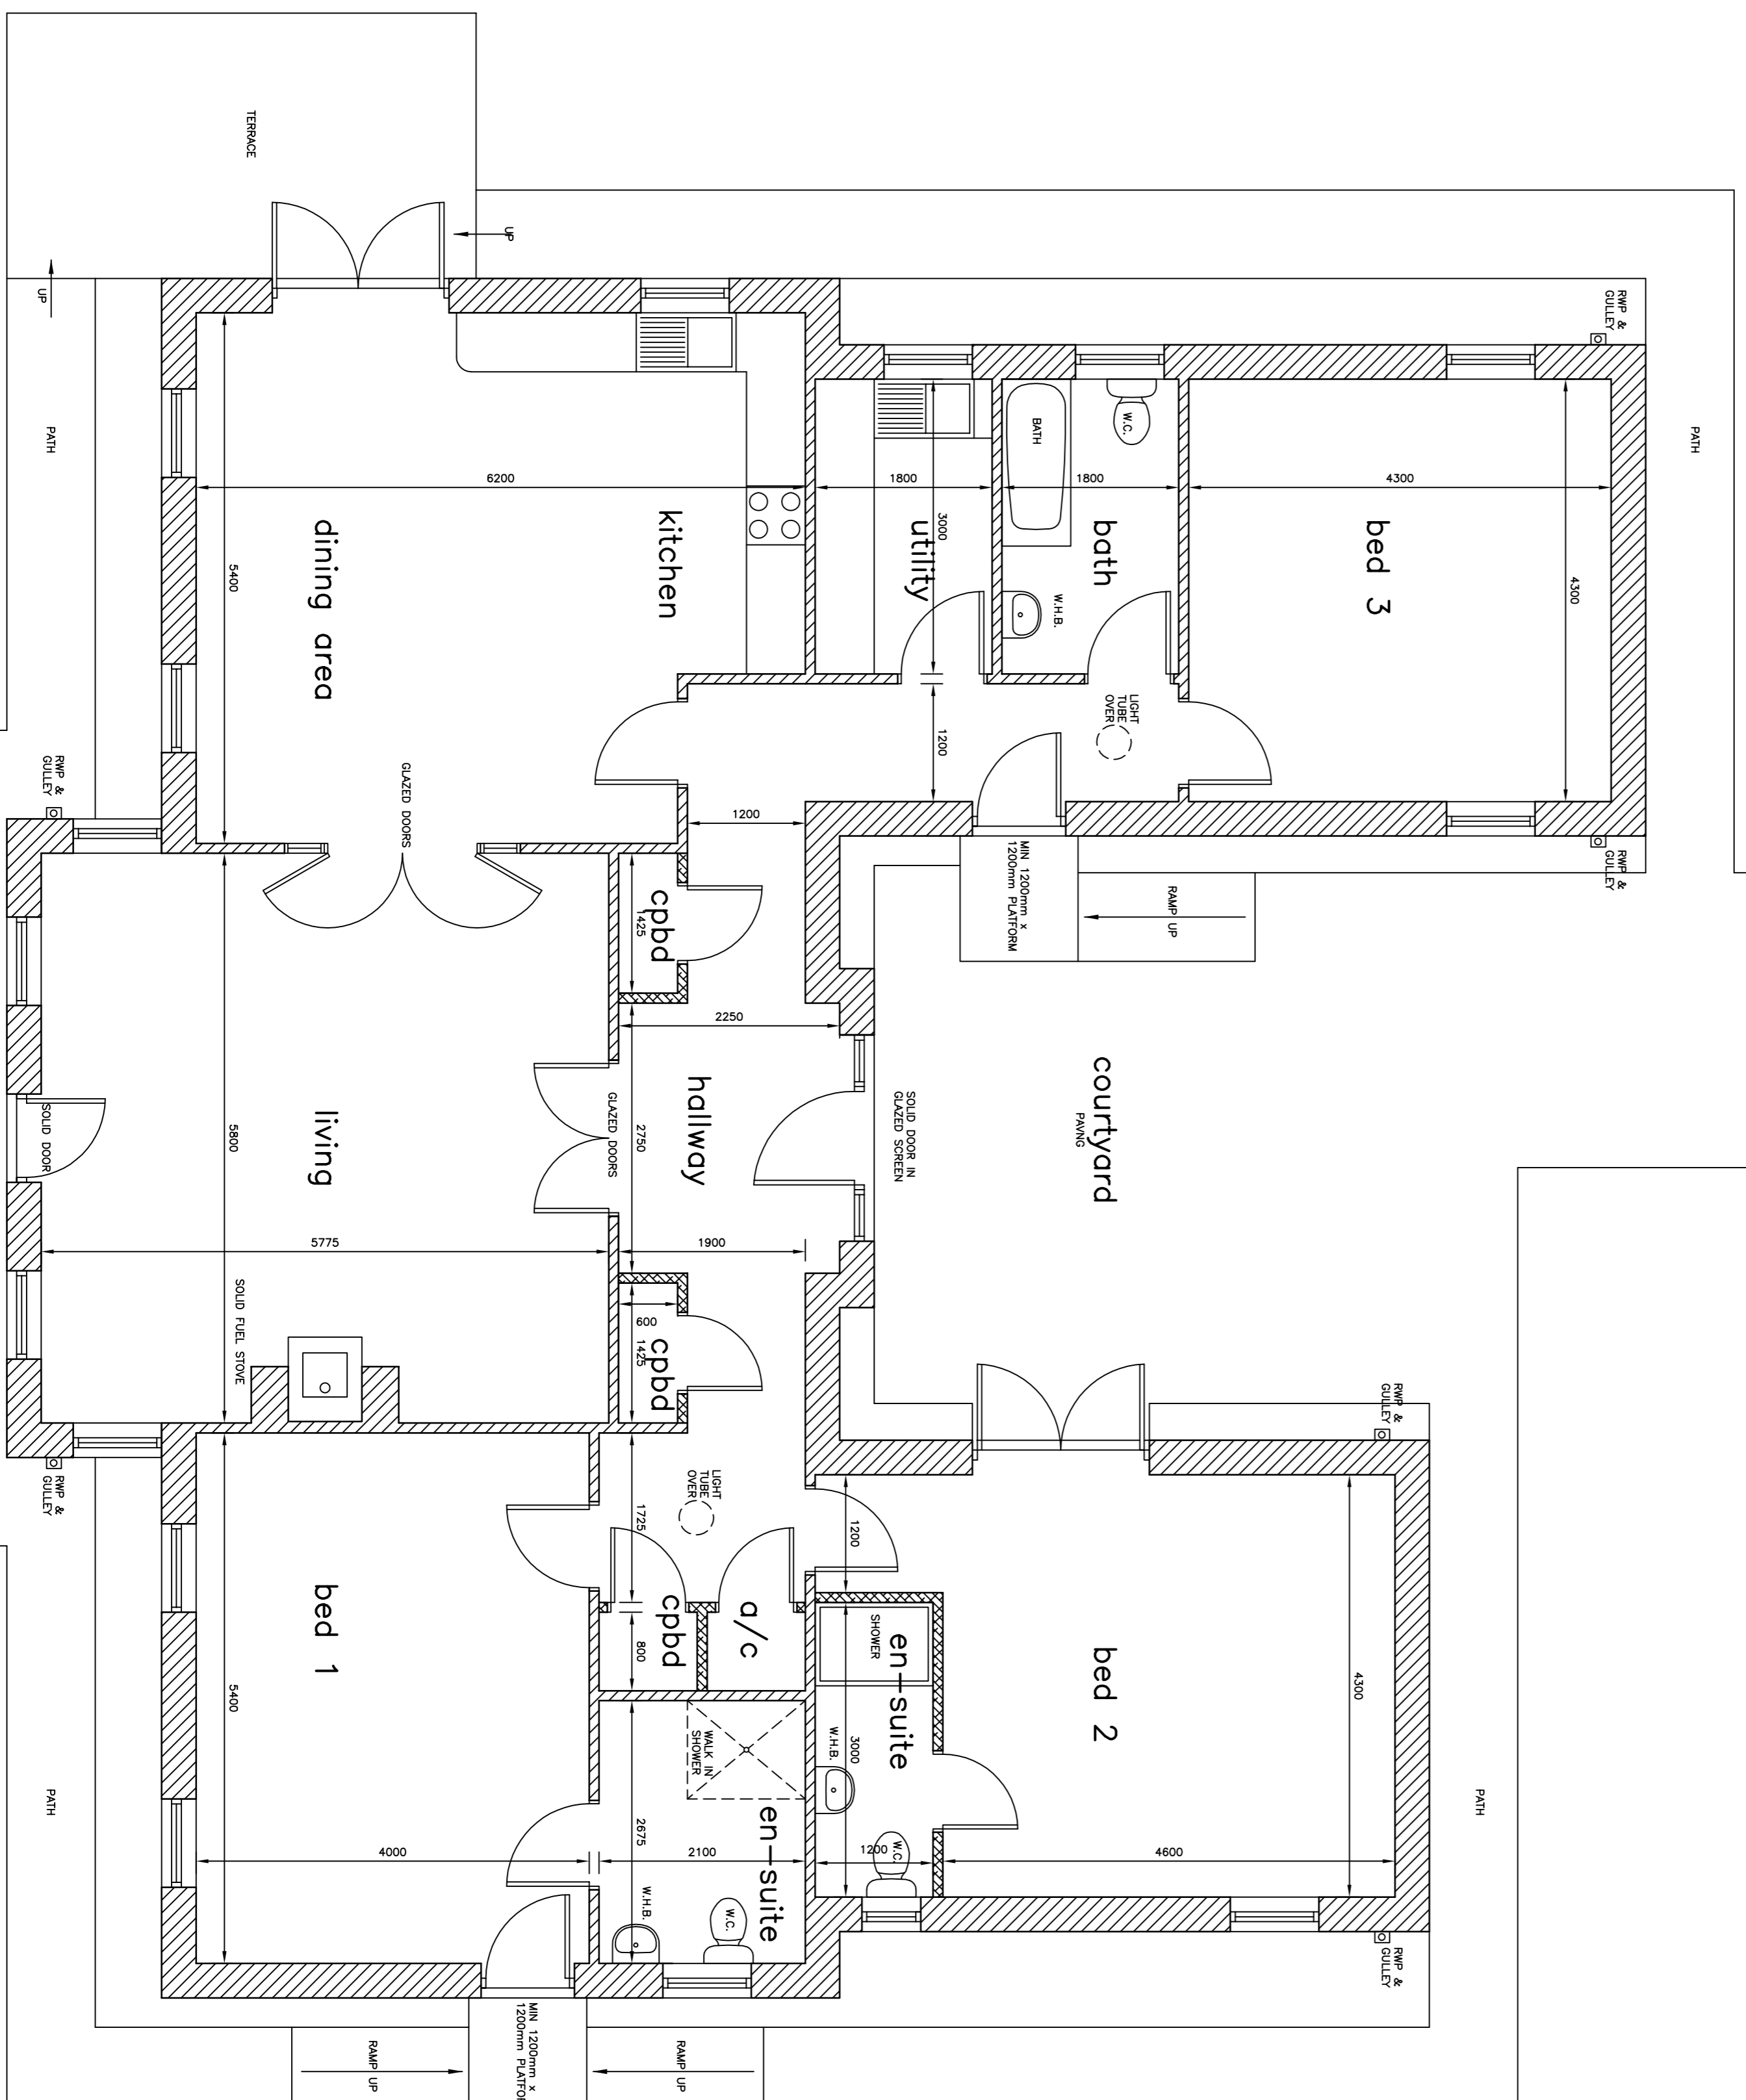 TERRACE
UP
UP
PATH
PATH
RWP &
GULLEY
RWP &
GULLEY
bed 3
4300
4300
bath
BATH
W.C.
W.H.B.
1800
utility
1800
3000
kitchen
6200
dining area
5400
1200
LIGHT
TUBE
OVER
1200
GLAZED DOORS
RWP &
GULLEY
MIN 1200mm x
1200mm PLATFORM
RAMP UP
cpbd
1425
2250
hallway
2750
GLAZED DOORS
1900
SOLID DOOR IN
GLAZED SCREEN
courtyard
PAVNG
living
5800
5775
SOLID DOOR
SOLID FUEL STOVE
600
1425
cpbd
RWP &
GULLEY
RWP &
GULLEY
LIGHT
TUBE
OVER
1725
1200
cpbd
800
a/c
en-suite
SHOWER
W.H.B.
3000
W.C.
1200
bed 2
4300
4600
bed 1
5400
4000
WALK IN
SHOWER
en-suite
2675
2100
W.H.B.
W.C.
RWP &
GULLEY
PATH
PATH
MIN 1200mm x
1200mm PLATFO
RAMP UP
RAMP UP